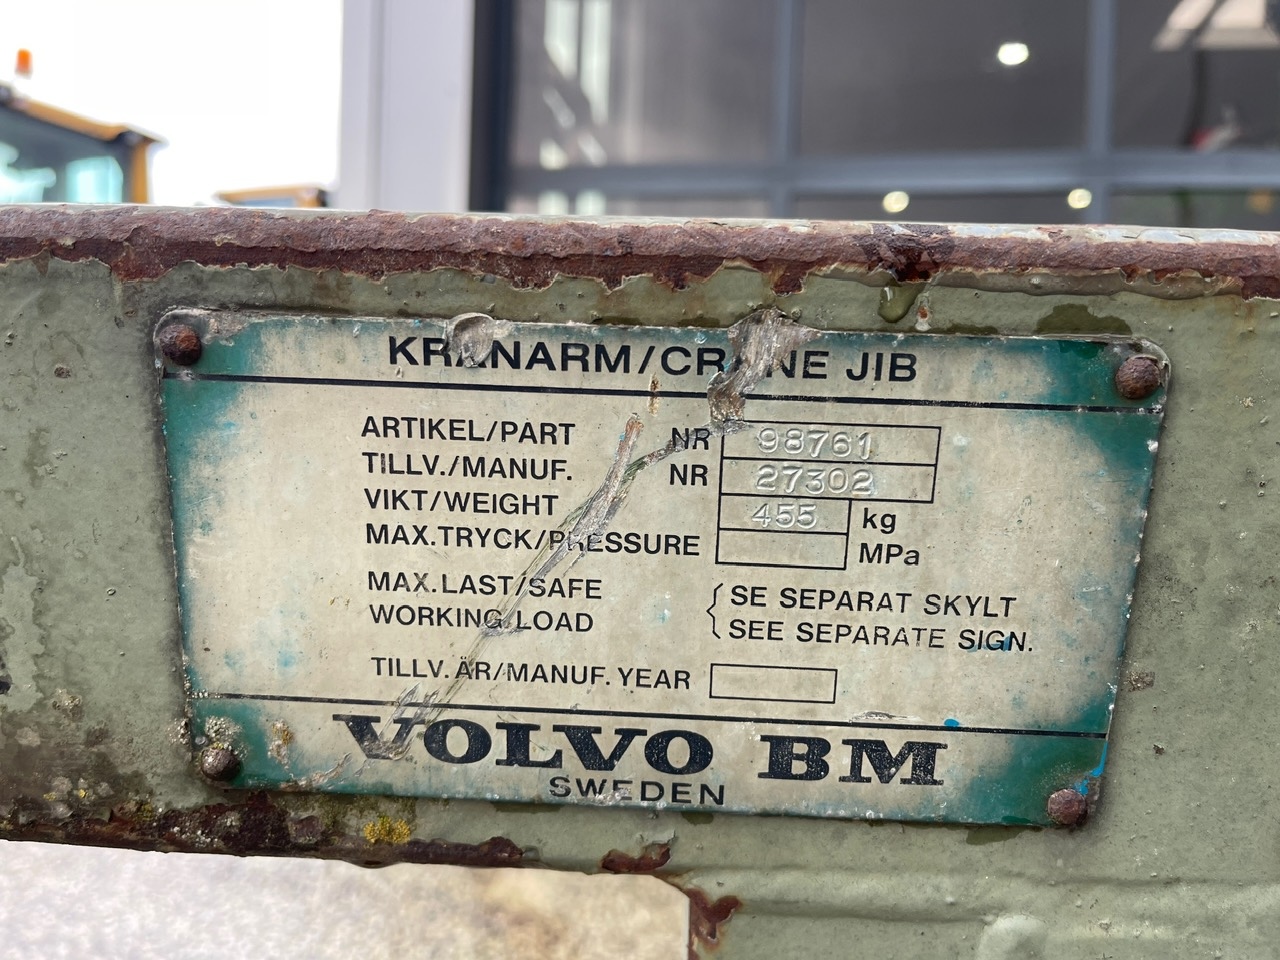 KRANARM/CRANE JIB
ARTIKEL/PART NR 98761
TILLV./MANUF. NR 27302
VIKT/WEIGHT 455 kg
MAX.TRYCK/PRESSURE MPa
MAX.LAST/SAFE { SE SEPARAT SKYLT
WORKING LOAD SEE SEPARATE SIGN.
TILLV. ÅR/MANUF. YEAR
VOLVO BM
SWEDEN